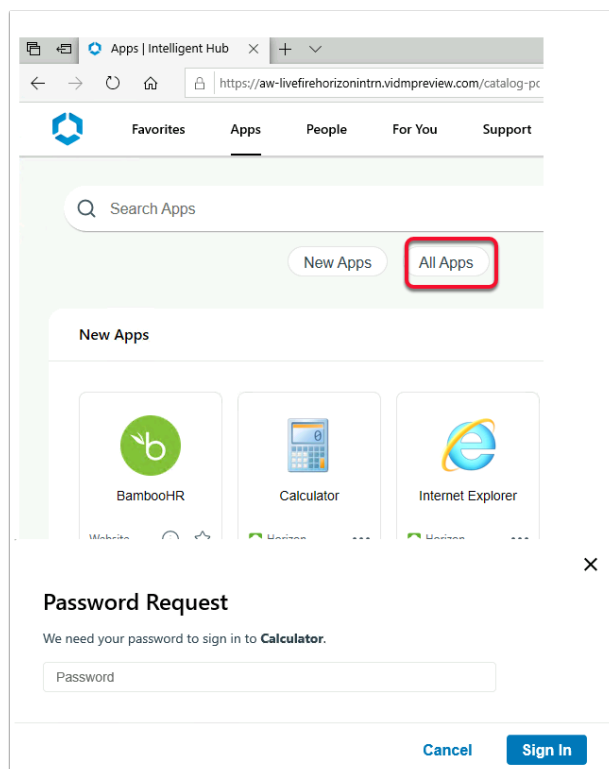 Apps | Intelligent Hub
https://aw-livefirehorizonintrn.vidmpreview.com/catalog-pc
Favorites Apps People For You Support
Search Apps
New Apps All Apps
New Apps
BambooHR Calculator Internet Explorer
Website Horizon Horizon
Password Request
We need your password to sign in to Calculator.
Password
Cancel Sign In